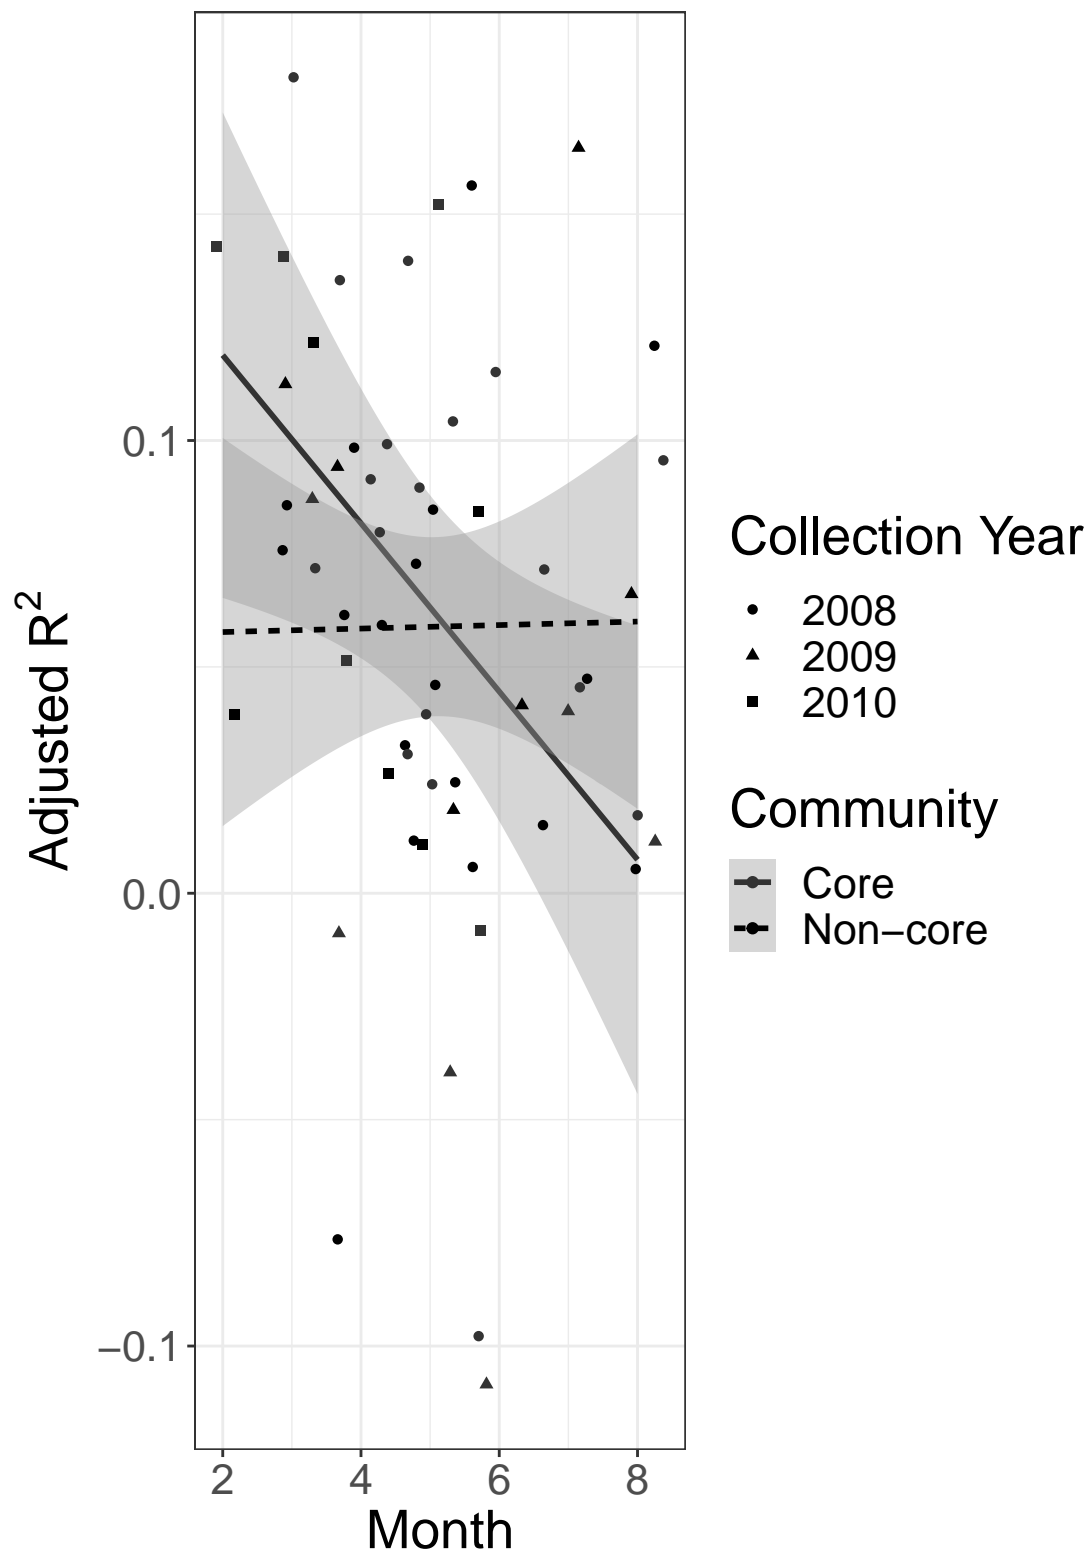 Adjusted R²
0.1
0.0
−0.1
2 4 6 8
Month
Collection Year
2008
2009
2010
Community
Core
Non−core